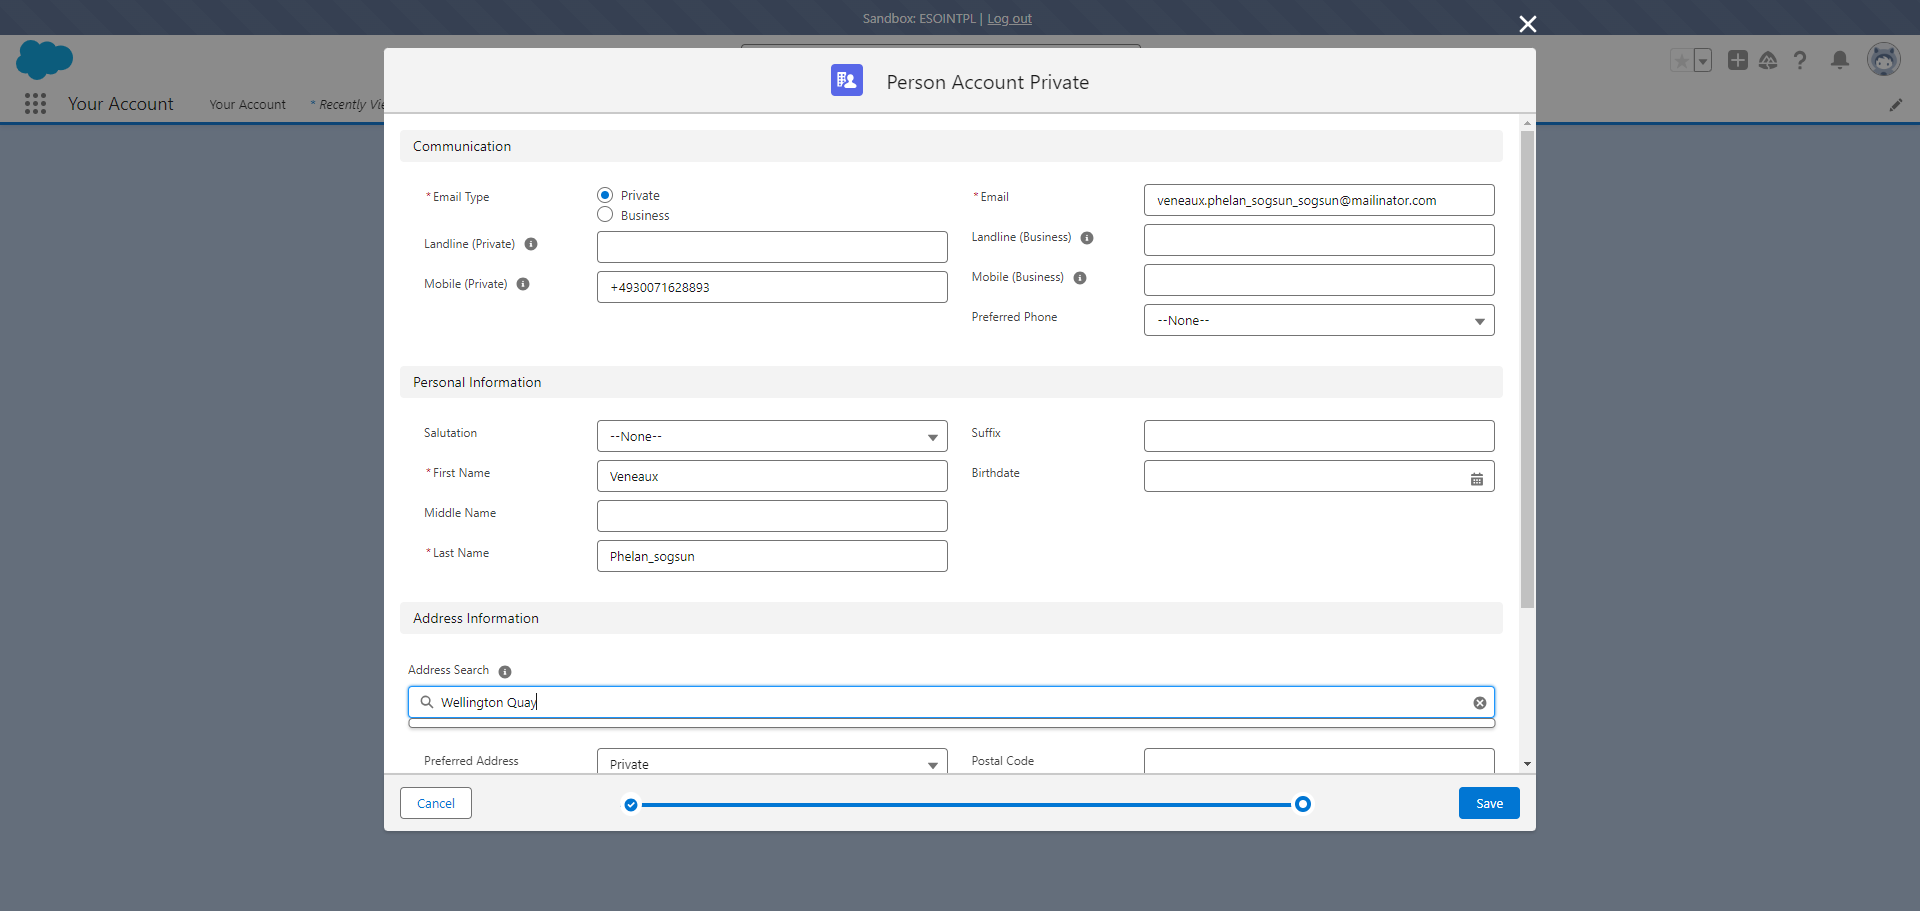 Sandbox: ESOINTPL | Log out
Your Account
Your Account
* Recently Vie
Person Account Private
Communication
*Email Type
Private
Business
*Email
veneaux.phelan_sogsun_sogsun@mailinator.com
Landline (Private)
Landline (Business)
Mobile (Private)
+4930071628893
Mobile (Business)
Preferred Phone
--None--
Personal Information
Salutation
--None--
Suffix
*First Name
Veneaux
Birthdate
Middle Name
*Last Name
Phelan_sogsun
Address Information
Address Search
Wellington Quay
Preferred Address
Private
Postal Code
Cancel
Save